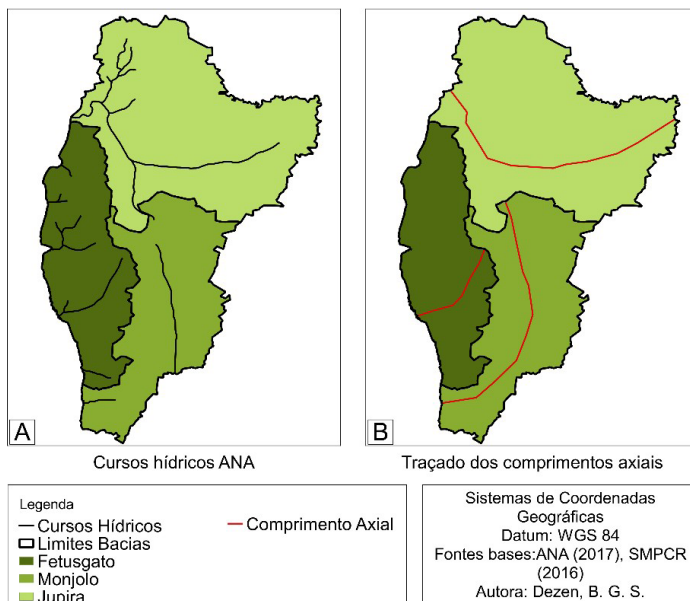 A
B
Cursos hídricos ANA
Traçado dos comprimentos axiais
Legenda
Cursos Hídricos
Comprimento Axial
Limites Bacias
Fetusgato
Monjolo
Jupira
Sistemas de Coordenadas
Geográficas
Datum: WGS 84
Fontes bases:ANA (2017), SMPCR
(2016)
Autora: Dezen, B. G. S.